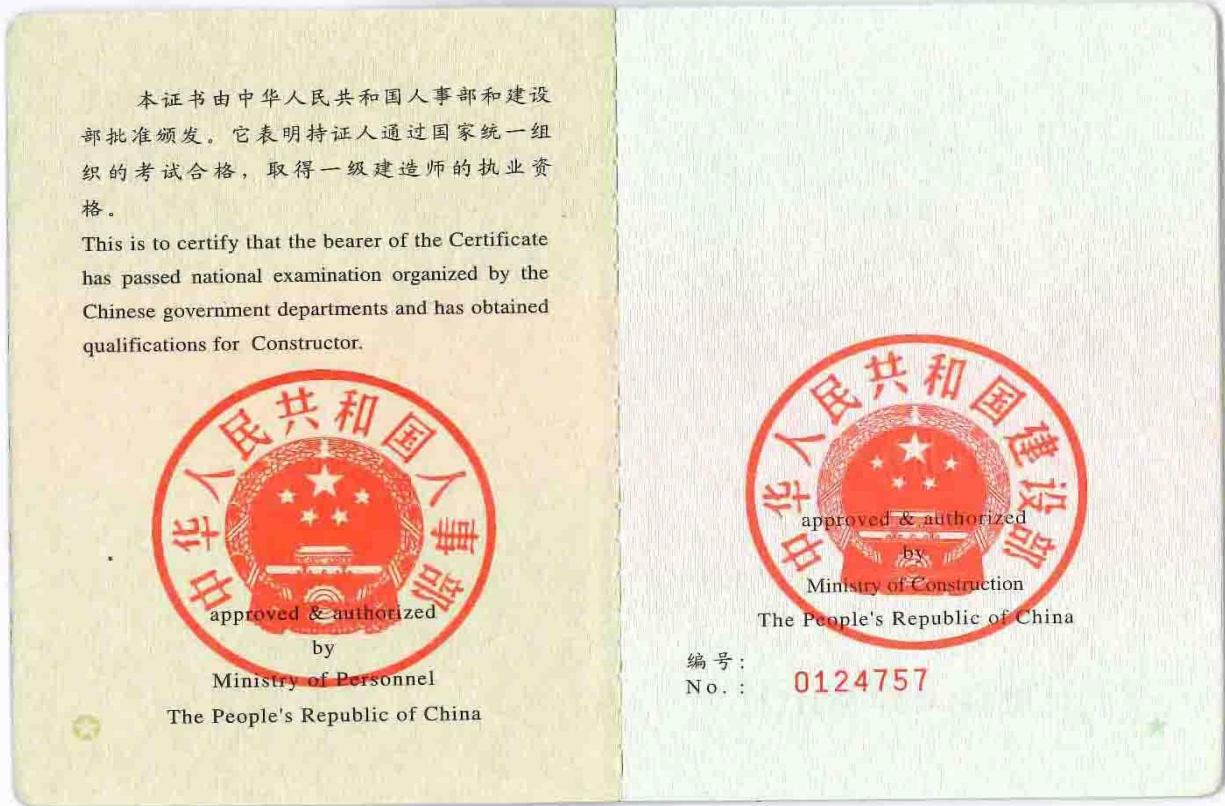 本证书由中华人民共和国人事部和建设
部批准颁发。它表明持证人通过国家统一组
织的考试合格，取得一级建造师的执业资
格。
This is to certify that the bearer of the Certificate
has passed national examination organized by the
Chinese government departments and has obtained
qualifications for Constructor.
中华人民共和国人事部
approved & authorized
by
Ministry of Personnel
The People's Republic of China
中华人民共和国建设部
approved & authorized
by
Ministry of Construction
The People's Republic of China
编号：
No.： 0124757